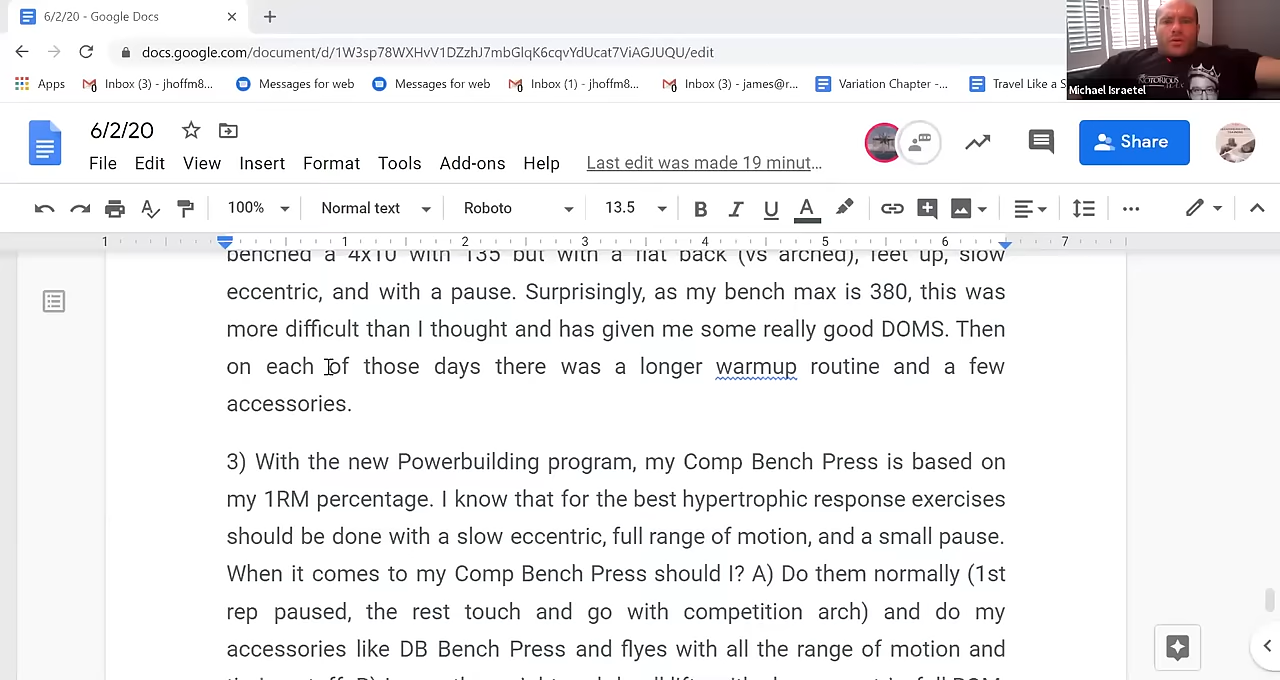 6/2/20 - Google Docs
docs.google.com/document/d/1W3sp78WXHvV1DZzhJ7mbGlqK6cqvYdUcat7ViAGJUQU/edit
Apps Inbox (3) - jhoffm8... Messages for web Messages for web Inbox (1) - jhoffm8... Inbox (3) - james@r... Variation Chapter -... Travel Like a
NOTORIOUS
Michael Israetel
6/2/20
File Edit View Insert Format Tools Add-ons Help Last edit was made 19 minut...
Share
100% Normal text Roboto 13.5 B I U A
1 1 2 3 4 5 6 7
benched a 4x10 with 135 but with a flat back (vs arched), feet up, slow
eccentric, and with a pause. Surprisingly, as my bench max is 380, this was
more difficult than I thought and has given me some really good DOMS. Then
on each of those days there was a longer warmup routine and a few
accessories.
3) With the new Powerbuilding program, my Comp Bench Press is based on
my 1RM percentage. I know that for the best hypertrophic response exercises
should be done with a slow eccentric, full range of motion, and a small pause.
When it comes to my Comp Bench Press should I? A) Do them normally (1st
rep paused, the rest touch and go with competition arch) and do my
accessories like DB Bench Press and flyes with all the range of motion and